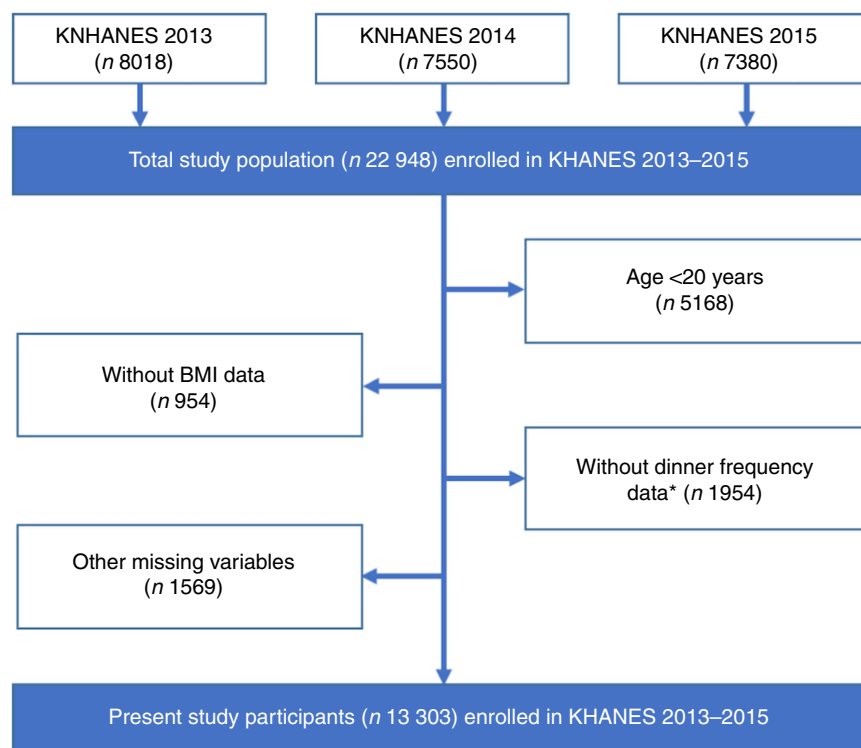 KNHANES 2013
(n 8018)
KNHANES 2014
(n 7550)
KNHANES 2015
(n 7380)
Total study population (n 22 948) enrolled in KHANES 2013–2015
Age <20 years
(n 5168)
Without BMI data
(n 954)
Without dinner frequency
data* (n 1954)
Other missing variables
(n 1569)
Present study participants (n 13 303) enrolled in KHANES 2013–2015